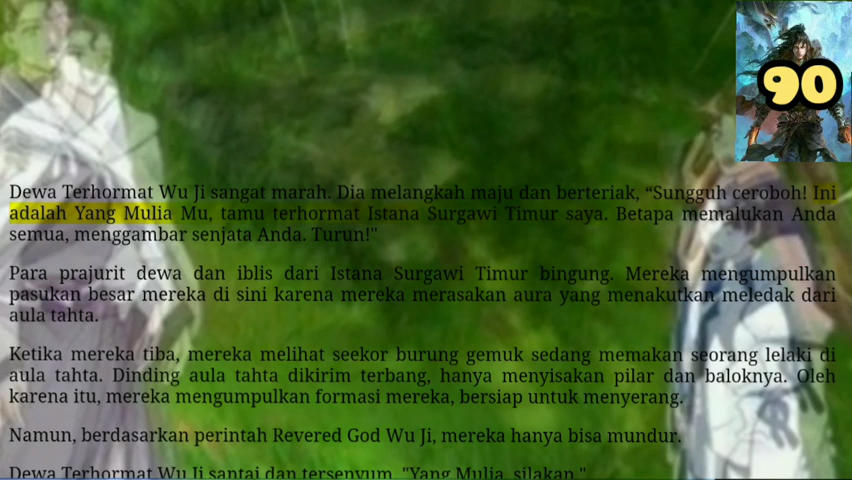 90
Dewa Terhormat Wu Ji sangat marah. Dia melangkah maju dan berteriak, “Sungguh ceroboh! Ini
adalah Yang Mulia Mu, tamu terhormat Istana Surgawi Timur saya. Betapa memalukan Anda
semua, menggambar senjata Anda. Turun!"
Para prajurit dewa dan iblis dari Istana Surgawi Timur bingung. Mereka mengumpulkan
pasukan besar mereka di sini karena mereka merasakan aura yang menakutkan meledak dari
aula tahta.
Ketika mereka tiba, mereka melihat seekor burung gemuk sedang memakan seorang lelaki di
aula tahta. Dinding aula tahta dikirim terbang, hanya menyisakan pilar dan baloknya. Oleh
karena itu, mereka mengumpulkan formasi mereka, bersiap untuk menyerang.
Namun, berdasarkan perintah Revered God Wu Ji, mereka hanya bisa mundur.
Dewa Terhormat Wu Ji santai dan tersenyum, "Yang Mulia, silakan."